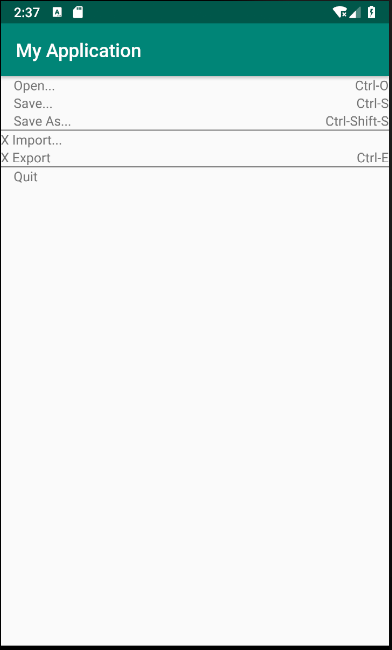 2:37 A
My Application
Open... Ctrl-O
Save... Ctrl-S
Save As... Ctrl-Shift-S
X Import...
X Export Ctrl-E
Quit